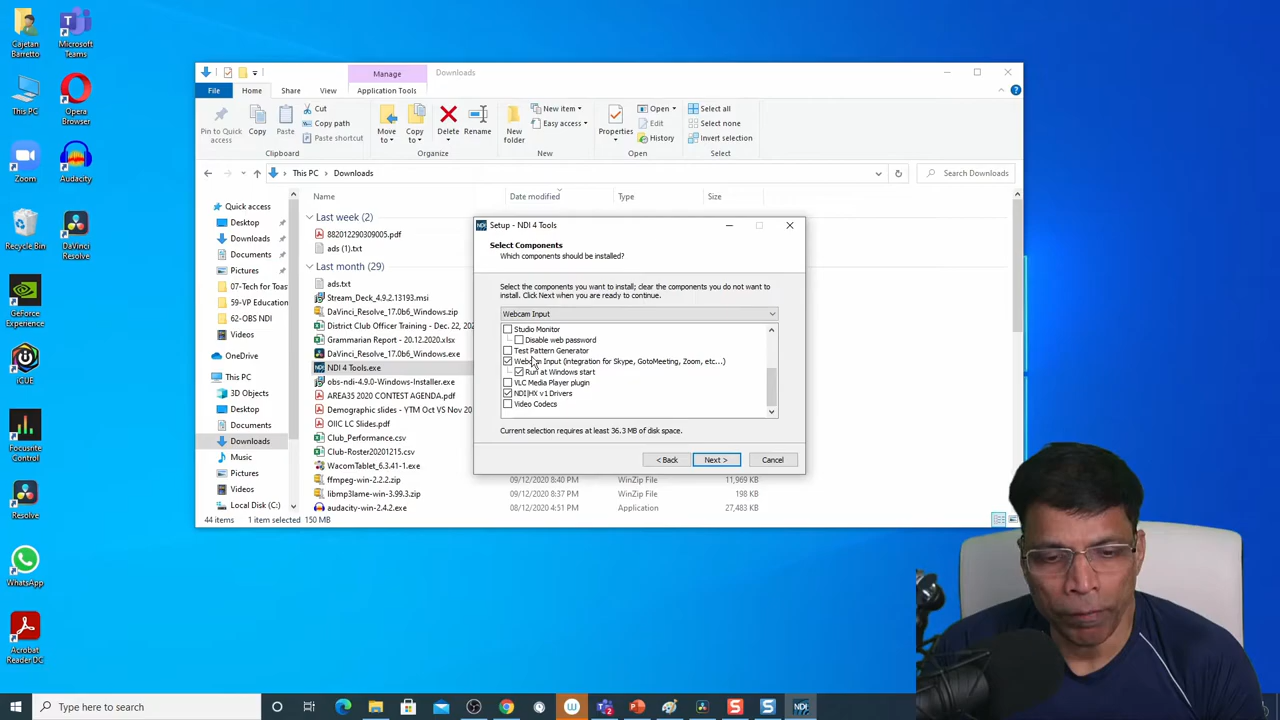 Cajetan
Barretto
Microsoft
Teams
This PC
Opera
Browser
Zoom
Audacity
Recycle Bin
DaVinci
Resolve
GeForce
Experience
iCUE
Focusrite
Control
Resolve
WhatsApp
Acrobat
Reader DC
Manage
Downloads
File
Home
Share
View
Application Tools
Pin to Quick
access
Copy
Paste
Cut
Copy path
Paste shortcut
Clipboard
Move
to
Copy
to
Delete
Rename
Organize
New
folder
New item
Easy access
New
Properties
Open
Edit
History
Open
Select all
Select none
Invert selection
Select
This PC > Downloads
Search Downloads
Name
Date modified
Type
Size
Quick access
Desktop
Downloads
Documents
Pictures
07-Tech for Toast
59-VP Education
62-OBS NDI
Videos
OneDrive
This PC
3D Objects
Desktop
Documents
Downloads
Music
Pictures
Videos
Local Disk (C:)
Last week (2)
882012290309005.pdf
ads (1).txt
Last month (29)
ads.txt
Stream_Deck_4.9.2.13193.msi
DaVinci_Resolve_17.0b6_Windows.zip
District Club Officer Training - Dec. 22, 202
Grammarian Report - 20.12.2020.xlsx
DaVinci_Resolve_17.0b6_Windows.exe
NDI 4 Tools.exe
obs-ndi-4.9.0-Windows-Installer.exe
AREA35 2020 CONTEST AGENDA.pdf
Demographic slides - YTM Oct VS Nov 20
OIIC LC Slides.pdf
Club_Performance.csv
Club-Roster20201215.csv
WacomTablet_6.3.41-1.exe
ffmpeg-win-2.2.2.zip
09/12/2020 8:40 PM
WinZip File
11,969 KB
libmp3lame-win-3.99.3.zip
09/12/2020 8:37 PM
WinZip File
198 KB
audacity-win-2.4.2.exe
08/12/2020 4:51 PM
Application
27,483 KB
44 items
1 item selected
150 MB
NDI
Setup - NDI 4 Tools
Select Components
Which components should be installed?
Select the components you want to install; clear the components you do not want to
install. Click Next when you are ready to continue.
Webcam Input
Studio Monitor
Disable web password
Test Pattern Generator
Webcam Input (integration for Skype, GotoMeeting, Zoom, etc...)
Run at Windows start
VLC Media Player plugin
NDI|HX v1 Drivers
Video Codecs
Current selection requires at least 36.3 MB of disk space.
< Back
Next >
Cancel
Type here to search